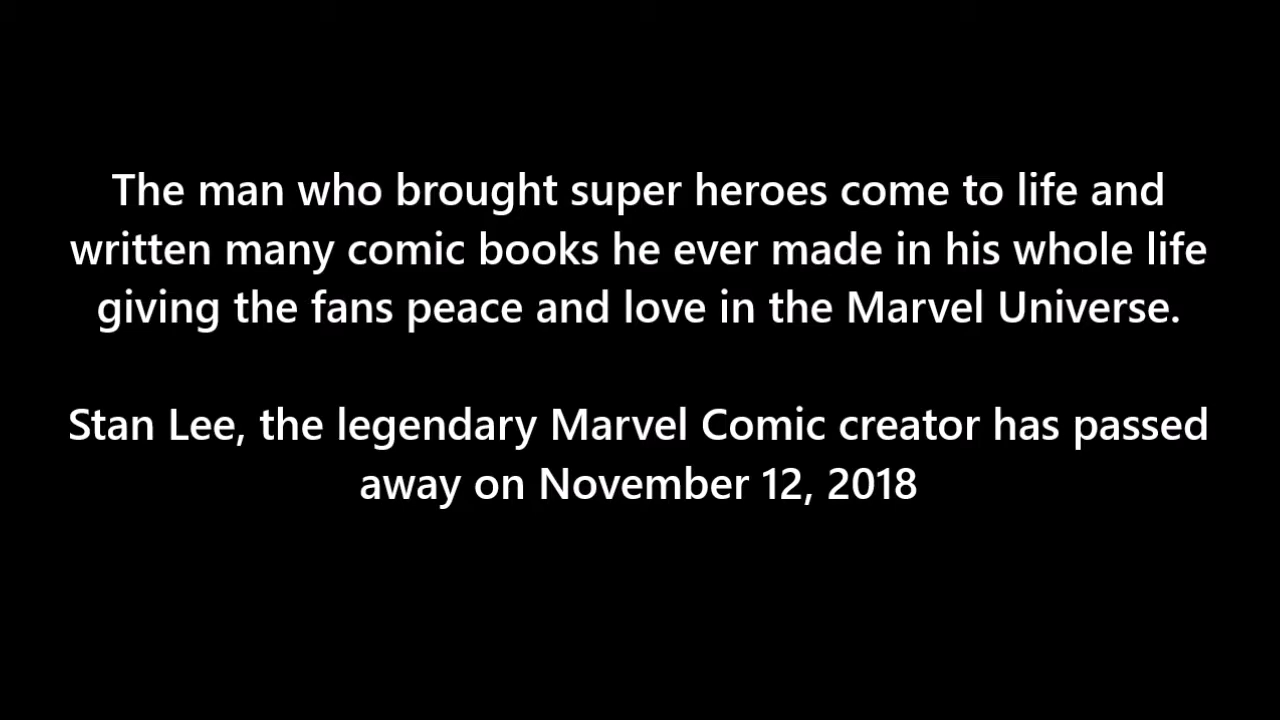 The man who brought super heroes come to life and
written many comic books he ever made in his whole life
giving the fans peace and love in the Marvel Universe.
Stan Lee, the legendary Marvel Comic creator has passed
away on November 12, 2018